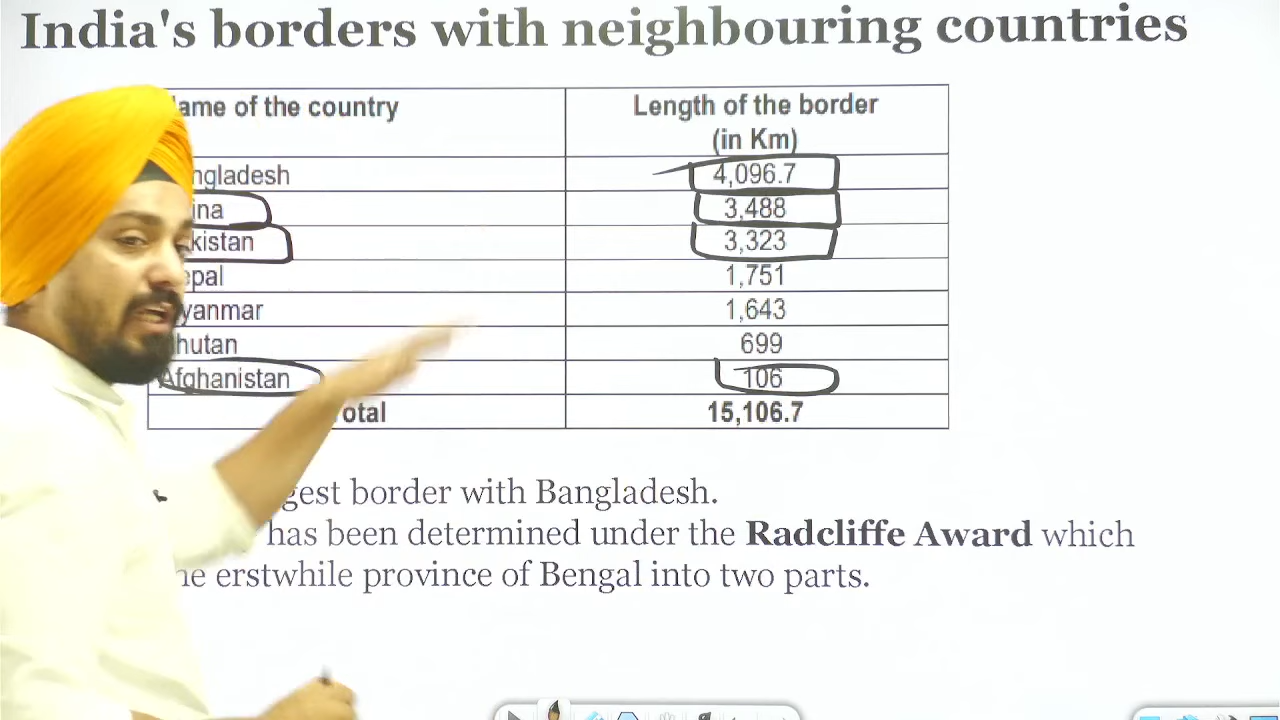 India's borders with neighbouring countries
ame of the country Length of the border
(in Km)
ngladesh 4,096.7
ina 3,488
kistan 3,323
pal 1,751
yanmar 1,643
hutan 699
Afghanistan 106
otal 15,106.7
gest border with Bangladesh.
has been determined under the Radcliffe Award which
ne erstwhile province of Bengal into two parts.